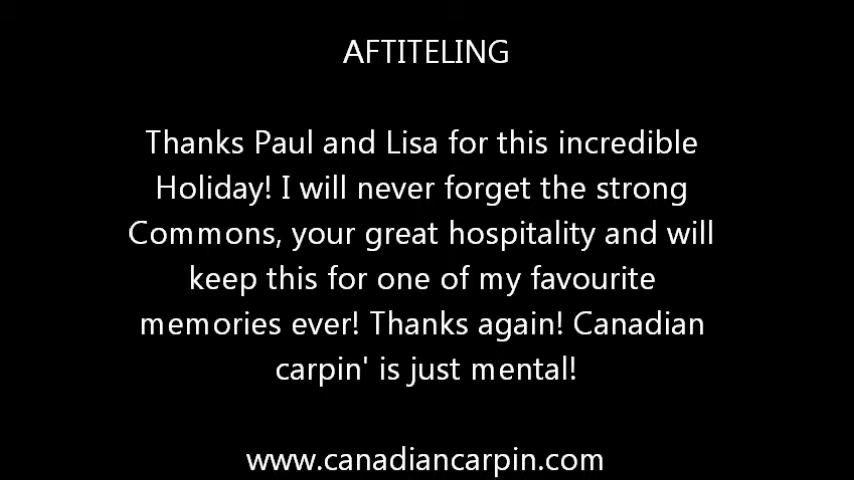 AFTITELING
Thanks Paul and Lisa for this incredible
Holiday! I will never forget the strong
Commons, your great hospitality and will
keep this for one of my favourite
memories ever! Thanks again! Canadian
carpin' is just mental!
www.canadiancarpin.com